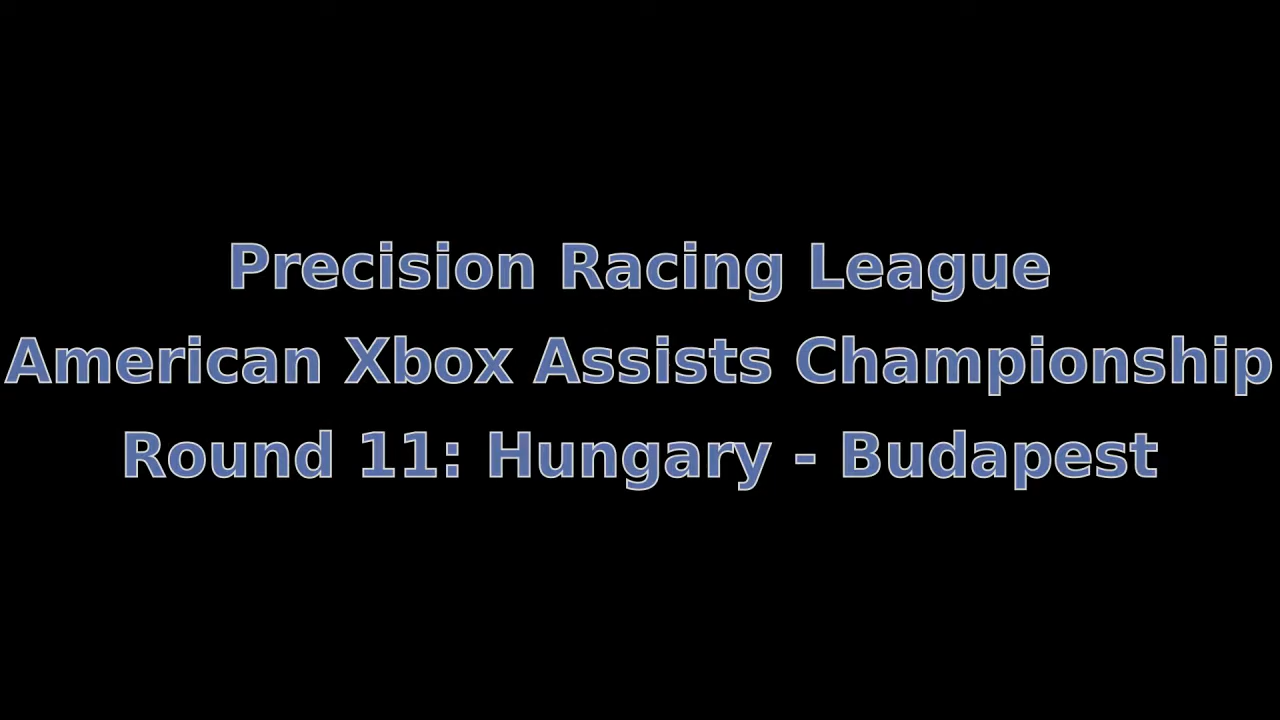 Precision Racing League
American Xbox Assists Championship
Round 11: Hungary - Budapest